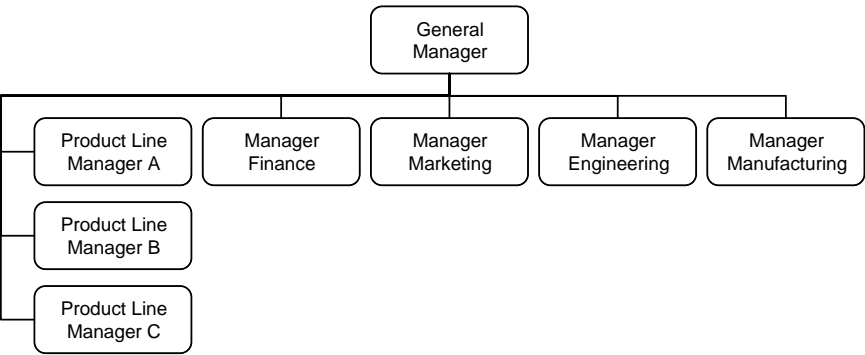 General
Manager
Product Line
Manager A
Manager
Finance
Manager
Marketing
Manager
Engineering
Manager
Manufacturing
Product Line
Manager B
Product Line
Manager C